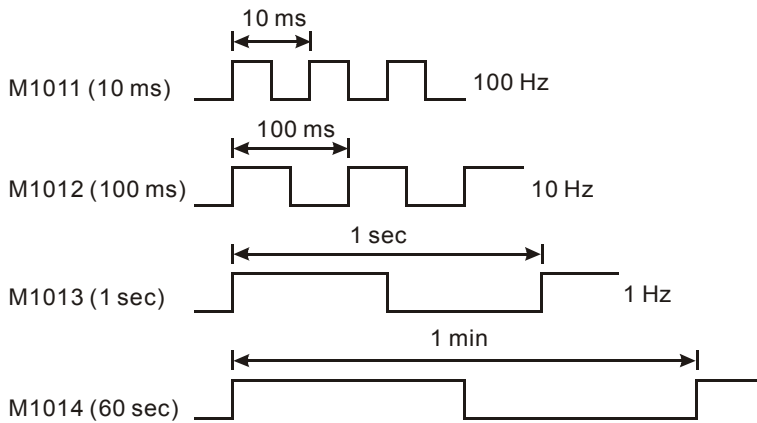 10 ms
M1011 (10 ms)
100 Hz
100 ms
M1012 (100 ms)
10 Hz
1 sec
M1013 (1 sec)
1 Hz
1 min
M1014 (60 sec)